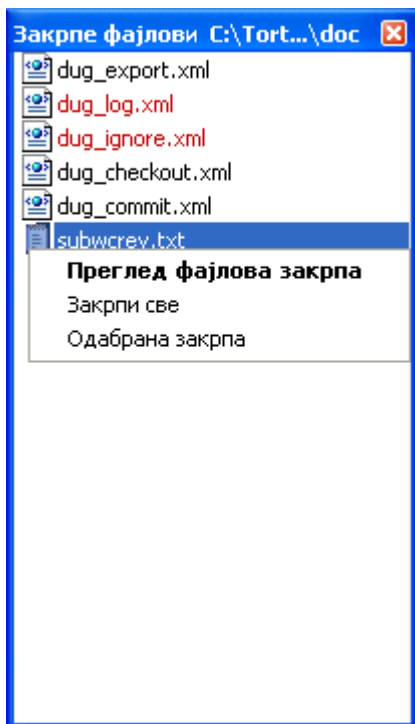 Закрпе фајлови C:\Tort...\doc
dug_export.xml
dug_log.xml
dug_ignore.xml
dug_checkout.xml
dug_commit.xml
subwcrev.txt
Преглед фајлова закрпа
Закрпи све
Одабрана закрпа